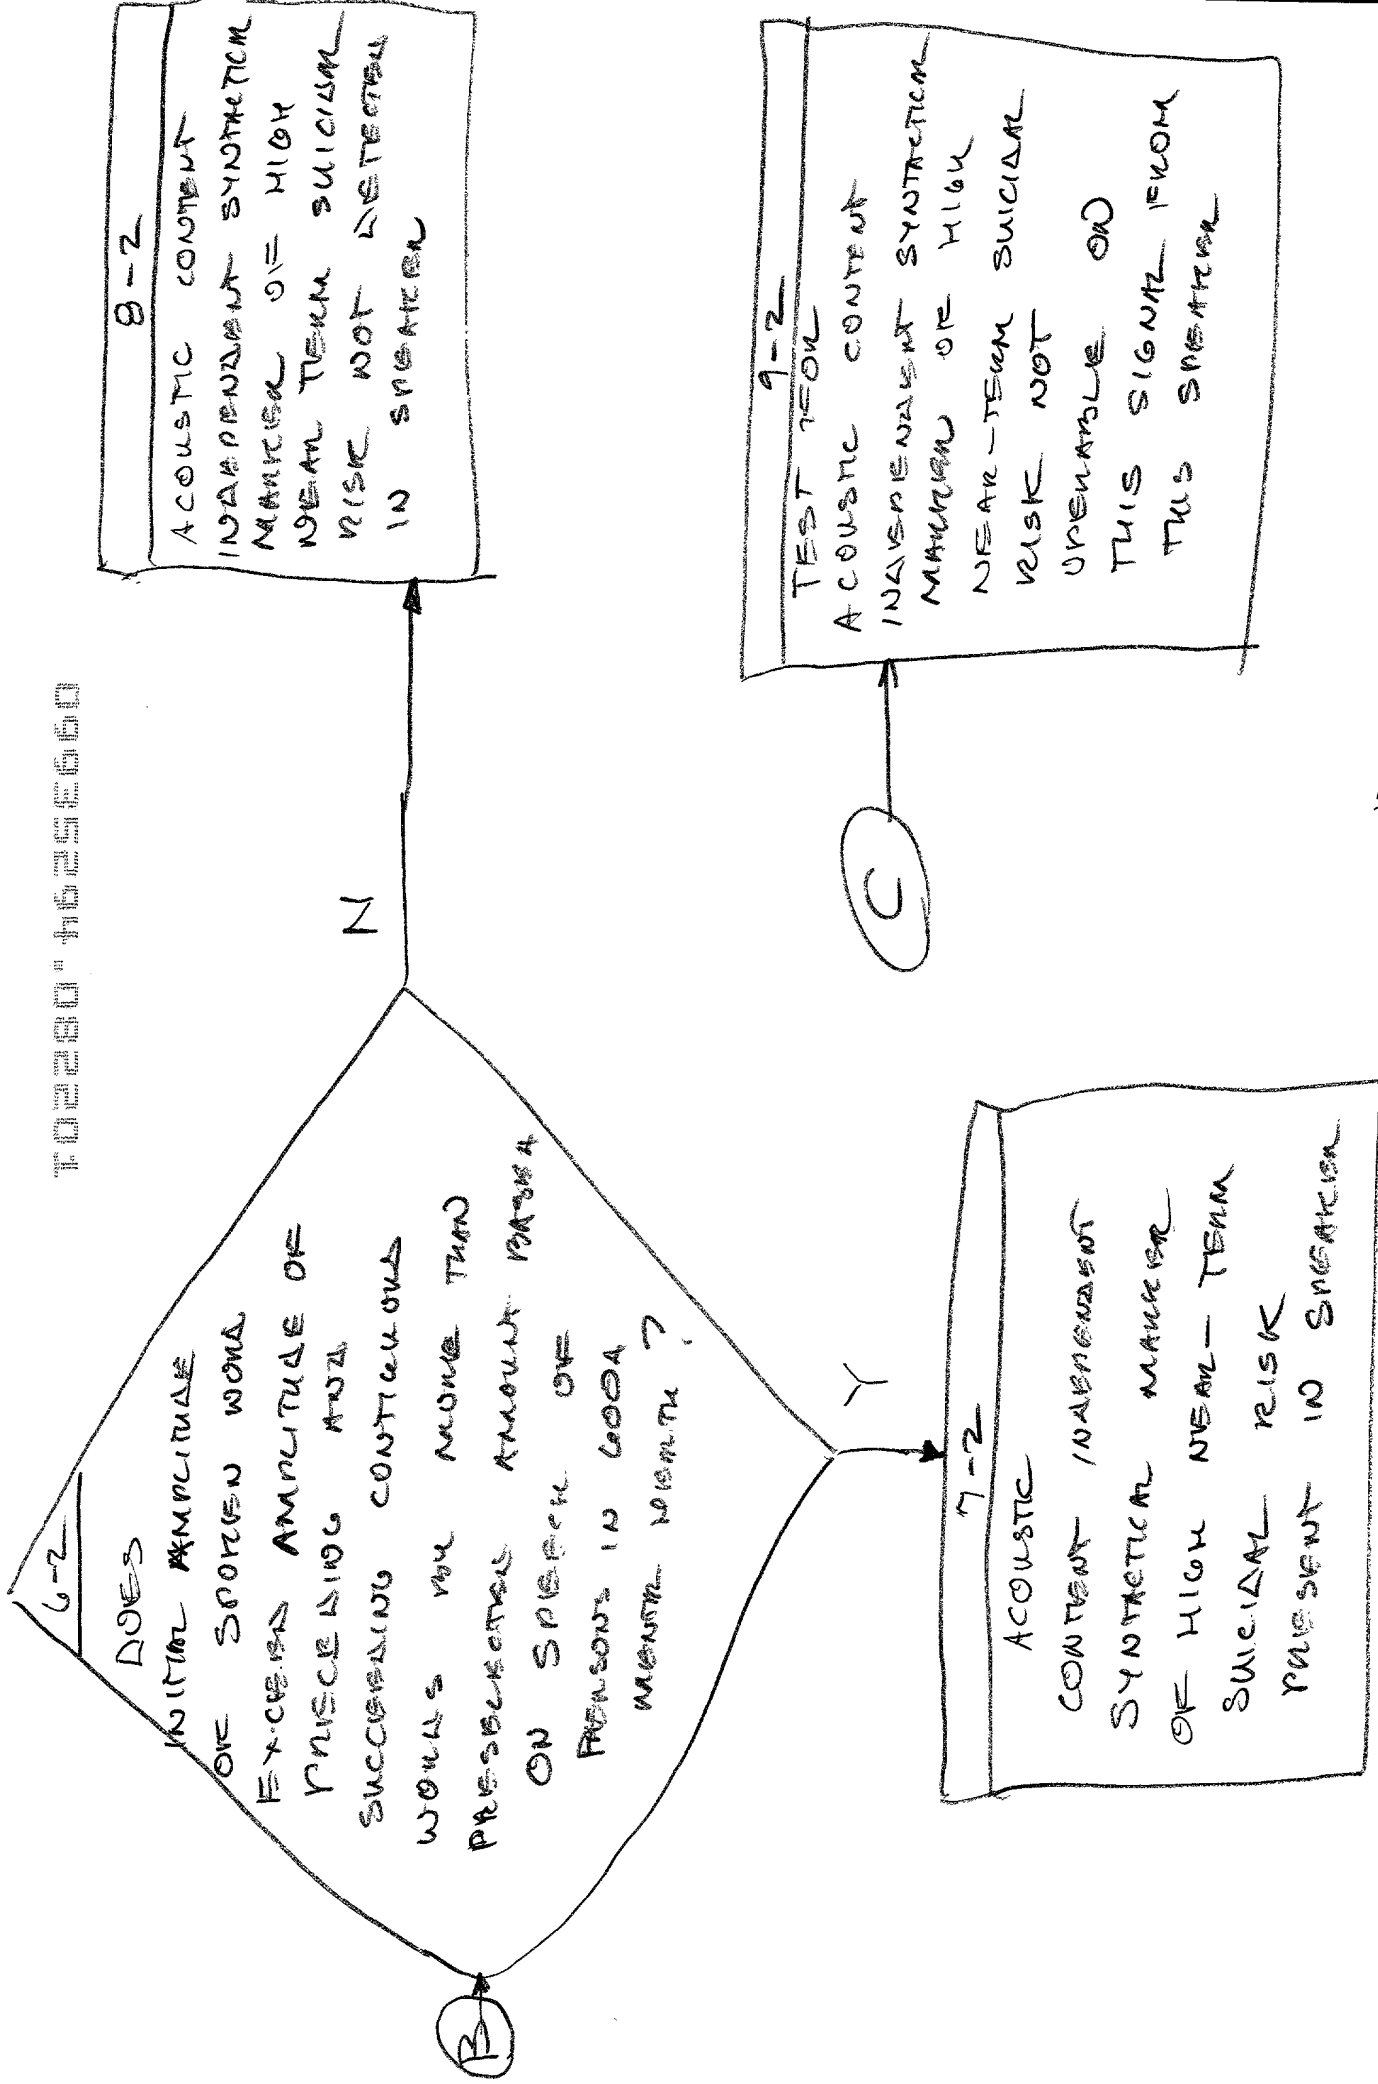 09935294.082201
6-2
DOES
INITIAL AMPLITUDE
OF SPOKEN WORD
EXCEED AMPLITUDE OF
PRECEDING AND
SUCCEEDING CONTIGUOUS
WORDS BY MORE THAN
PRESELECTED AMOUNT BASED
ON SPEECH OF
PERSONS IN GOOD
MENTAL HEALTH?
B
N
Y
8-2
ACOUSTIC CONTENT
INDEPENDENT SYNTACTICAL
MARKER OF HIGH
NEAR TERM SUICIDAL
RISK NOT DETECTED
IN SPEAKER
7-2
ACOUSTIC
CONTENT INDEPENDENT
SYNTACTICAL MARKER
OF HIGH NEAR-TERM
SUICIDAL RISK
PRESENT IN SPEAKER
C
9-2
TEST FOR
ACOUSTIC CONTENT
INDEPENDENT SYNTACTICAL
MARKER OF HIGH
NEAR-TERM SUICIDAL
RISK NOT
OPERABLE ON
THIS SIGNAL FROM
THIS SPEAKER